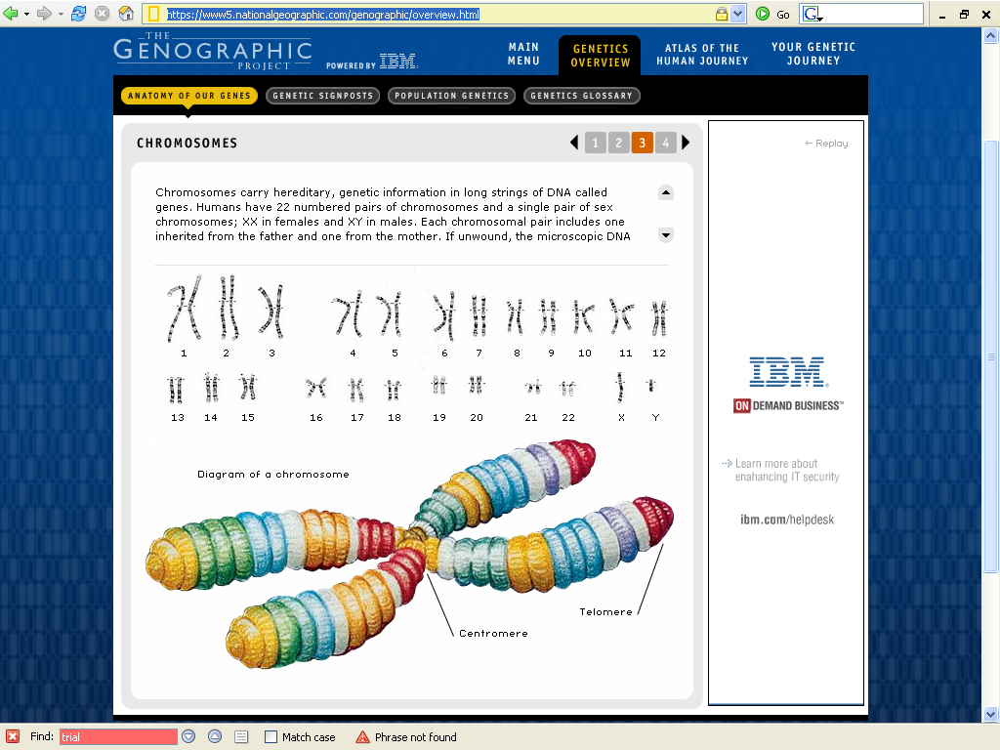 https://www5.nationalgeographic.com/genographic/overview.html
Go
G
THE
GENOGRAPHIC
PROJECT
POWERED BY IBM
MAIN
MENU
GENETICS
OVERVIEW
ATLAS OF THE
HUMAN JOURNEY
YOUR GENETIC
JOURNEY
ANATOMY OF OUR GENES
GENETIC SIGNPOSTS
POPULATION GENETICS
GENETICS GLOSSARY
CHROMOSOMES
1 2 3 4
← Replay
Chromosomes carry hereditary, genetic information in long strings of DNA called
genes. Humans have 22 numbered pairs of chromosomes and a single pair of sex
chromosomes; XX in females and XY in males. Each chromosomal pair includes one
inherited from the father and one from the mother. If unwound, the microscopic DNA
1 2 3 4 5 6 7 8 9 10 11 12
13 14 15 16 17 18 19 20 21 22 X Y
Diagram of a chromosome
Telomere
Centromere
IBM®
ON DEMAND BUSINESS™
Learn more about
enahancing IT security
ibm.com/helpdesk
Find: trial
Match case
Phrase not found